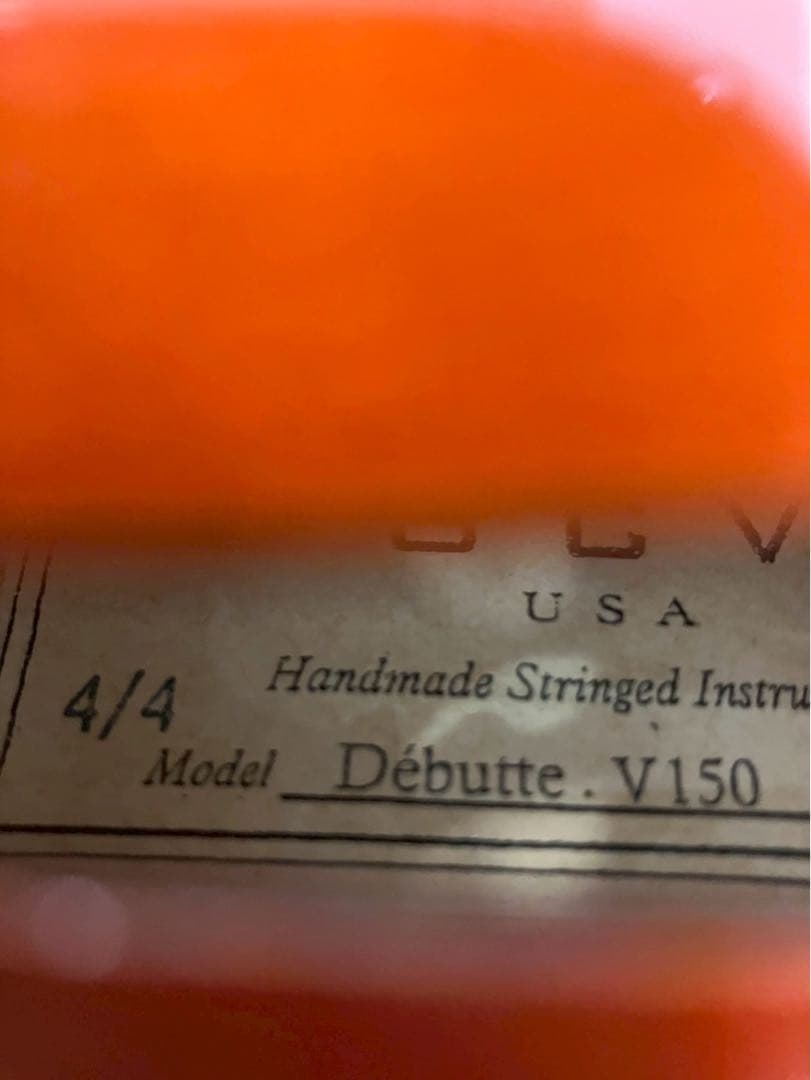 USA
4/4
Handmade Stringed Instru
Model Débutte . V150